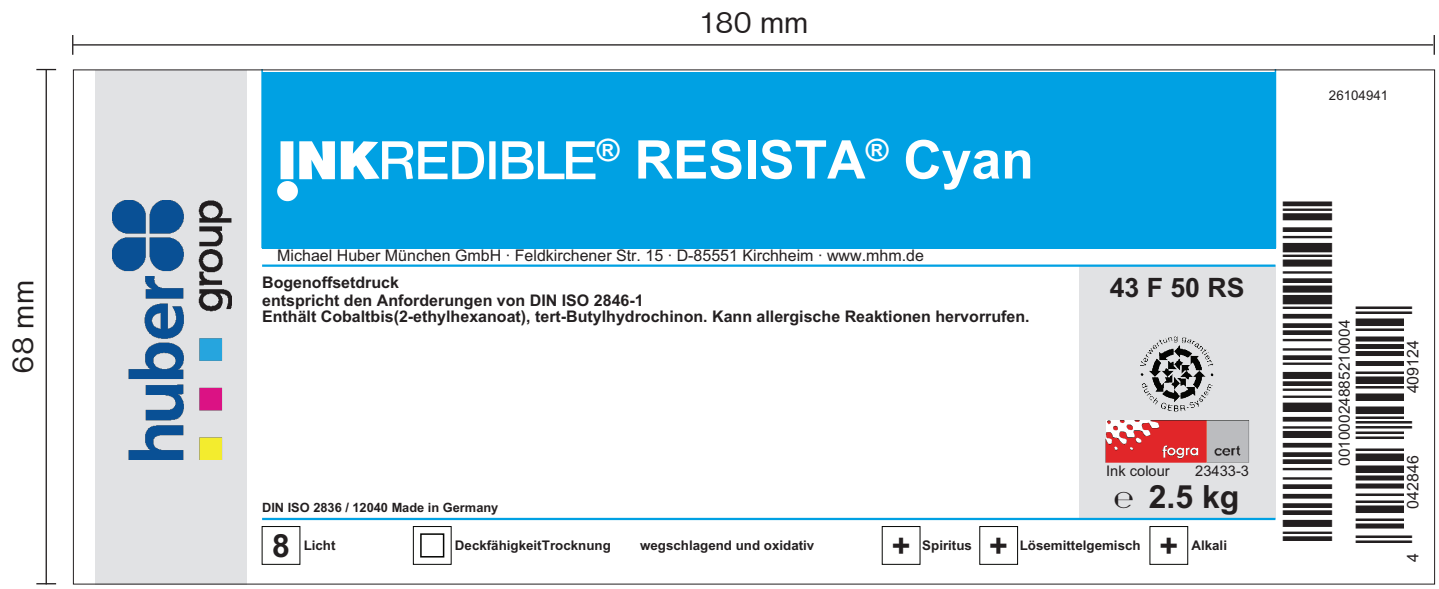 180 mm
68 mm
huber
group
INKREDIBLE® RESISTA® Cyan
26104941
Michael Huber München GmbH · Feldkirchener Str. 15 · D-85551 Kirchheim · www.mhm.de
Bogenoffsetdruck
entspricht den Anforderungen von DIN ISO 2846-1
Enthält Cobaltbis(2-ethylhexanoat), tert-Butylhydrochinon. Kann allergische Reaktionen hervorrufen.
43 F 50 RS
Verwertung garantiert
durch GEBR-System
fogra cert
Ink colour 23433-3
℮ 2.5 kg
DIN ISO 2836 / 12040 Made in Germany
8 Licht DeckfähigkeitTrocknung wegschlagend und oxidativ + Spiritus + Lösemittelgemisch + Alkali
00100024885210004
4 042846 409124